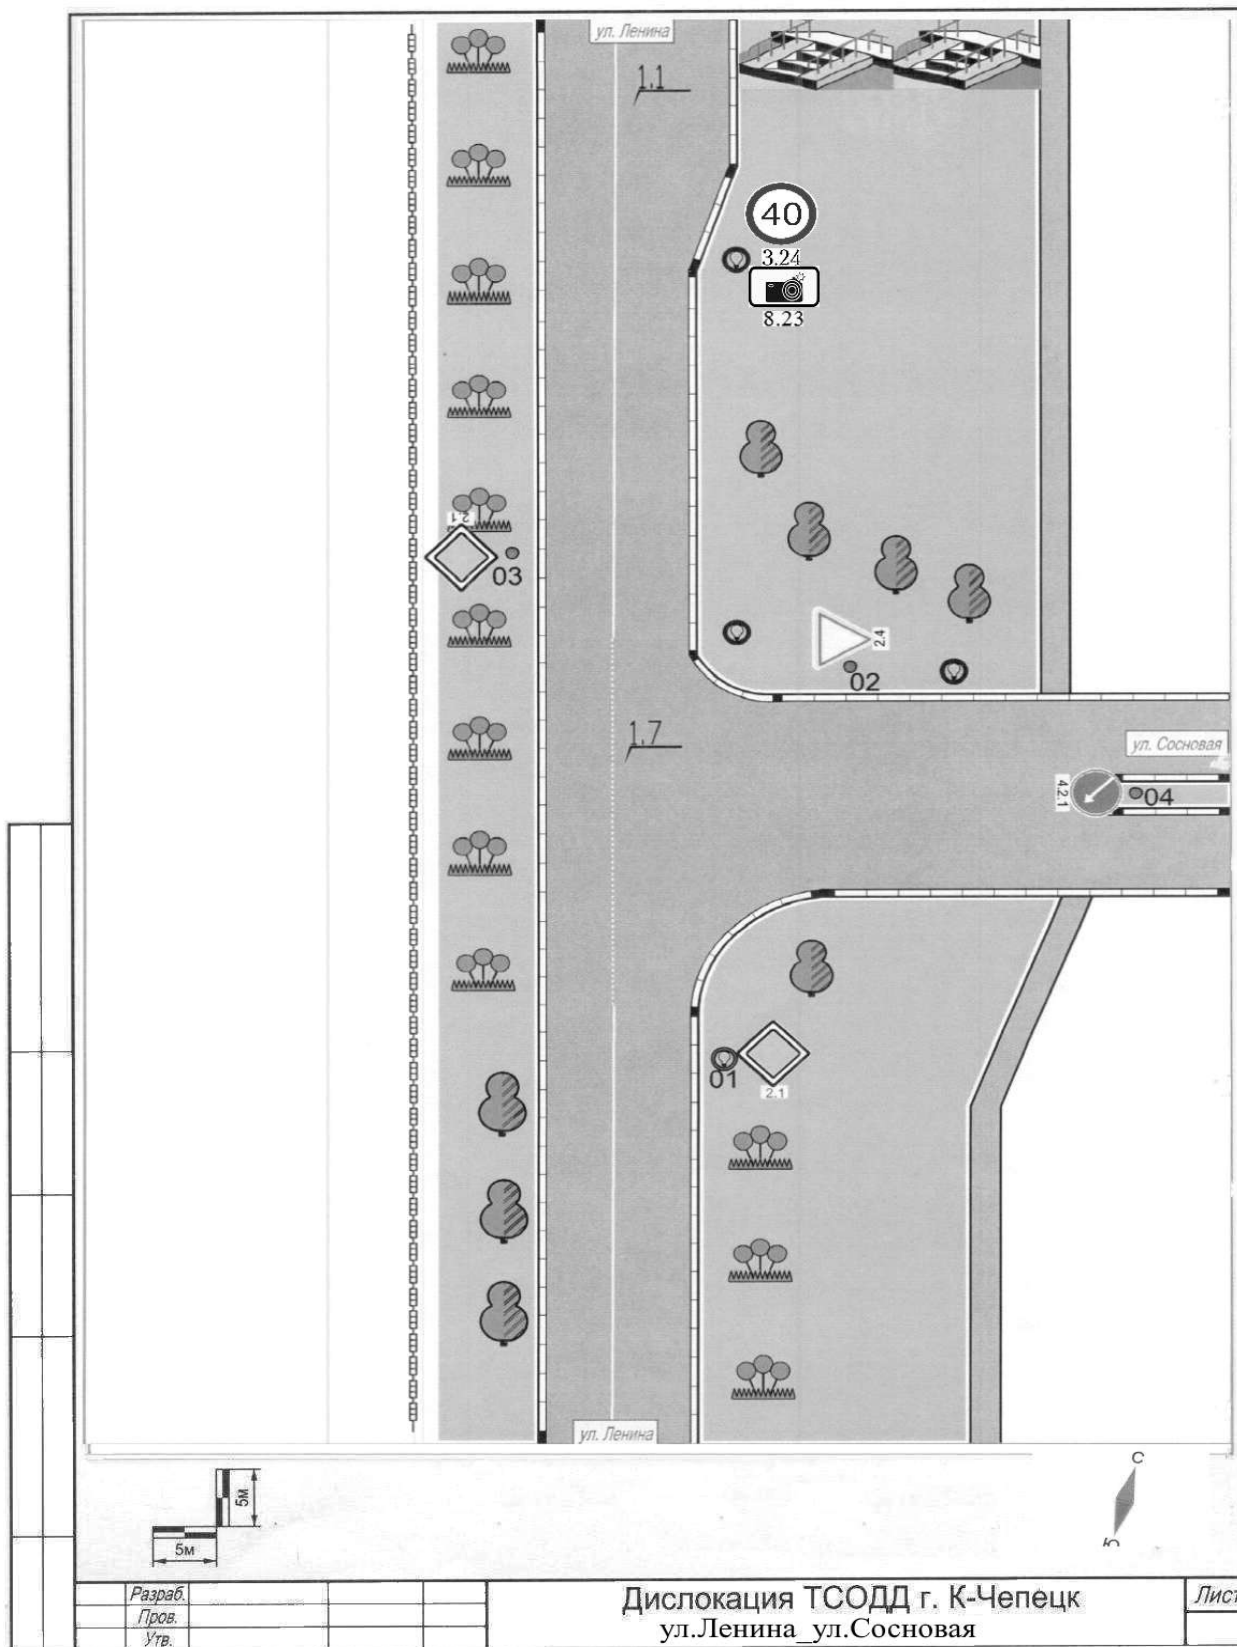 ул. Ленина
1.1
40
3.24
8.23
2.1
03
2.4
02
1.7
ул. Сосновая
4.2.1
04
01
2.1
ул. Ленина
С
5м
5м
Ю
Разраб.
Пров.
Утв.
Дислокация ТСОДД г. К-Чепецк
ул.Ленина_ул.Сосновая
Лист